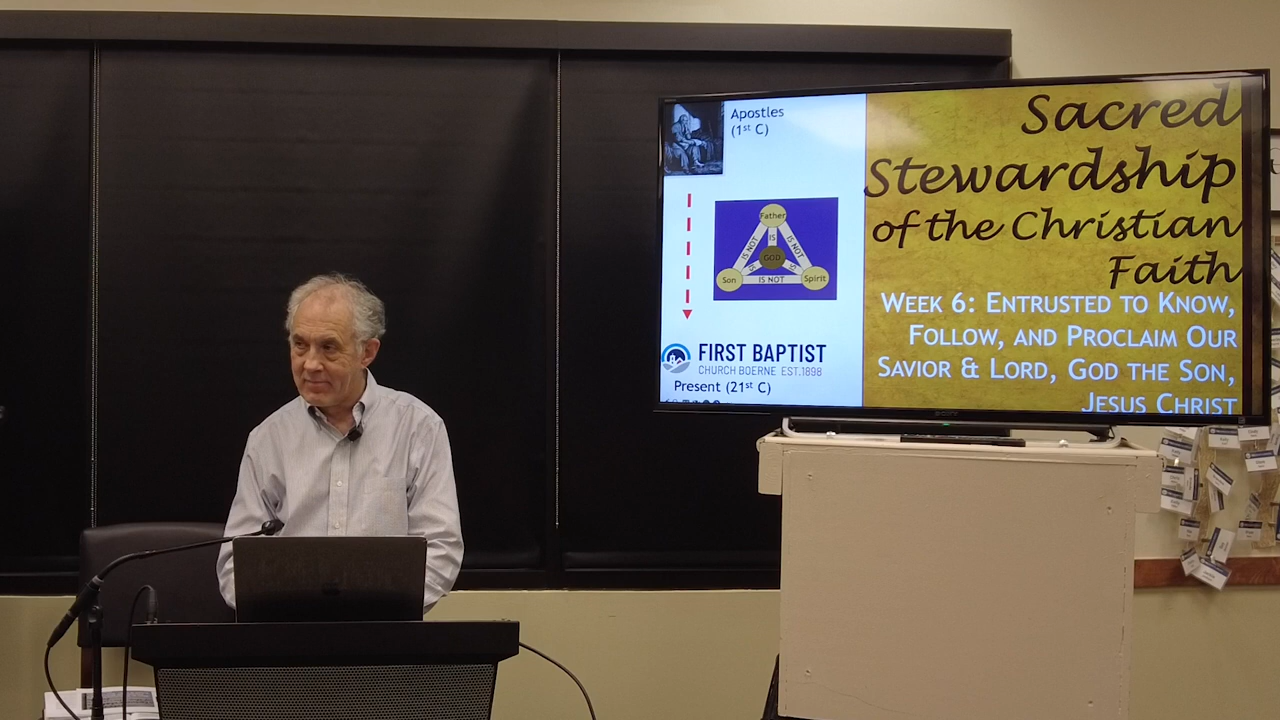 Apostles
(1st C)
Father
IS NOT
IS
IS NOT
GOD
IS
IS
Son
IS NOT
Spirit
FIRST BAPTIST
CHURCH BOERNE EST.1898
Present (21st C)
Sacred
Stewardship
of the Christian
Faith
WEEK 6: ENTRUSTED TO KNOW,
FOLLOW, AND PROCLAIM OUR
SAVIOR & LORD, GOD THE SON,
JESUS CHRIST
SONY